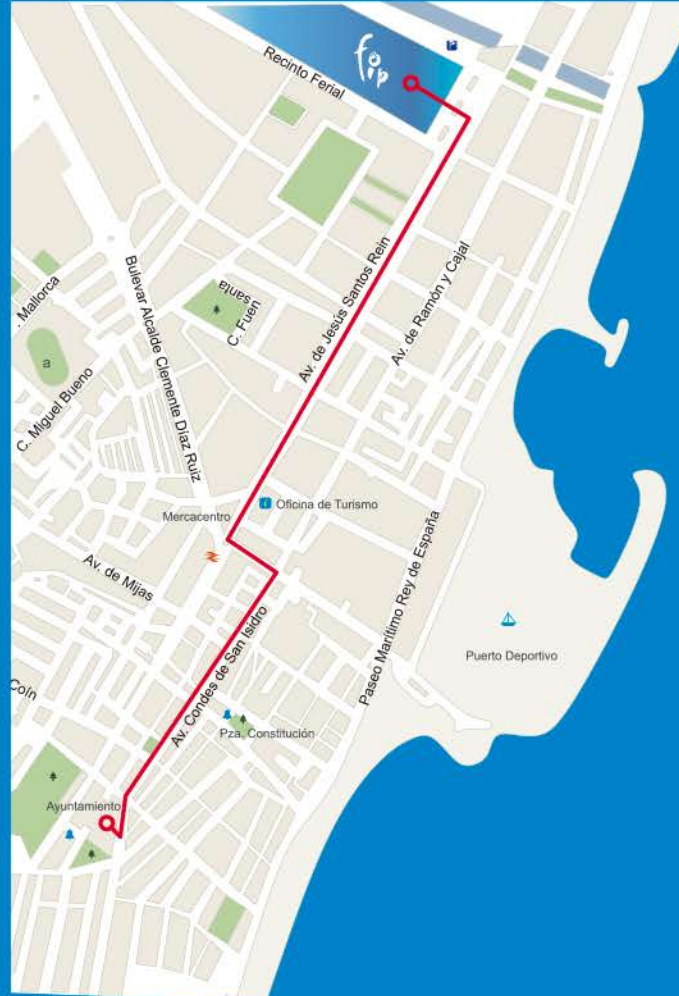 fip
P
Recinto Ferial
Av. de Jesús Santos Rein
Av. de Ramón y Cajal
Bulevar Alcalde Clemente Díaz Ruiz
. Mallorca
C. Fuen
santa
a
C. Miguel Bueno
Oficina de Turismo
Mercacentro
Av. de Mijas
Paseo Marítimo Rey de España
Puerto Deportivo
Av. Condes de San Isidro
Coín
Pza. Constitución
Ayuntamiento